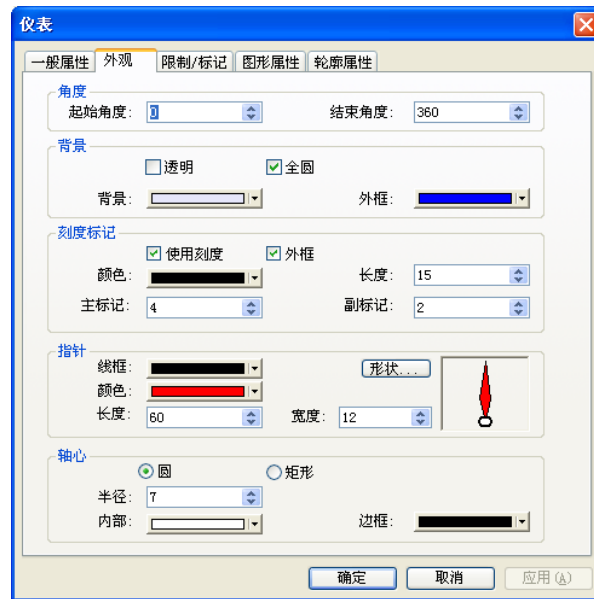 仪表
一般属性 外观 限制/标记 图形属性 轮廓属性
角度
起始角度: 0 结束角度: 360
背景
透明 全圆
背景: 外框:
刻度标记
使用刻度 外框
颜色: 长度: 15
主标记: 4 副标记: 2
指针
线框: 形状...
颜色:
长度: 60 宽度: 12
轴心
圆 矩形
半径: 7
内部: 边框:
确定 取消 应用(A)